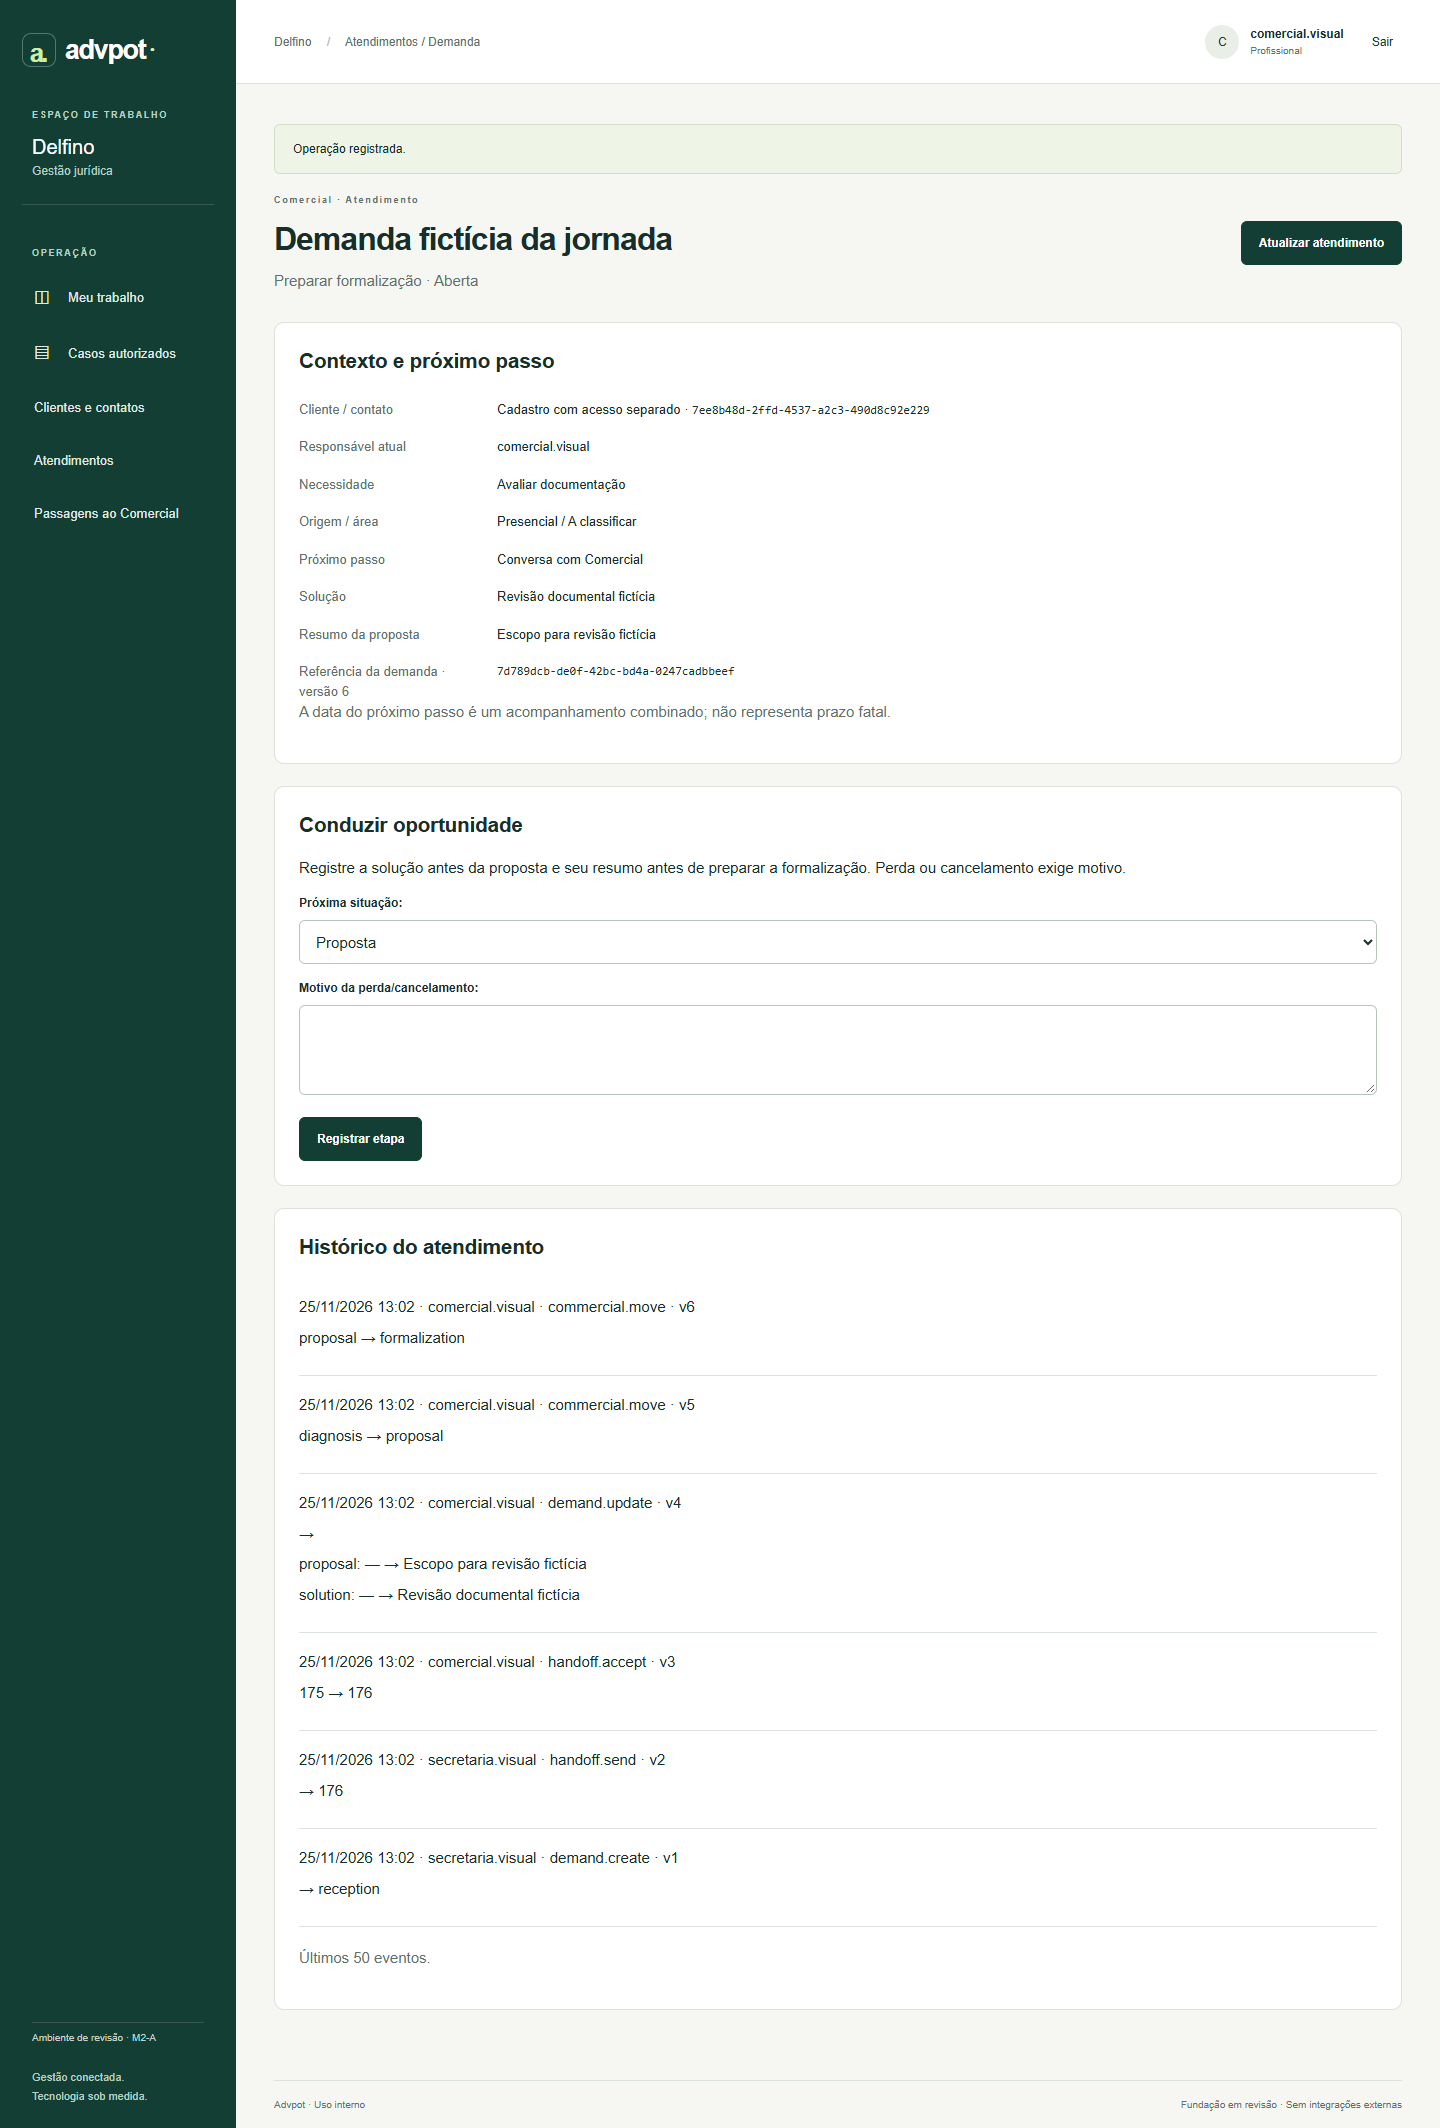 a advpot·
ESPAÇO DE TRABALHO
Delfino
Gestão jurídica
OPERAÇÃO
Meu trabalho
Casos autorizados
Clientes e contatos
Atendimentos
Passagens ao Comercial
Ambiente de revisão · M2-A
Gestão conectada.
Tecnologia sob medida.
Delfino / Atendimentos / Demanda
C
comercial.visual
Profissional
Sair
Operação registrada.
Comercial · Atendimento
Demanda fictícia da jornada
Atualizar atendimento
Preparar formalização · Aberta
Contexto e próximo passo
Cliente / contato Cadastro com acesso separado · 7ee8b48d-2ffd-4537-a2c3-490d8c92e229
Responsável atual comercial.visual
Necessidade Avaliar documentação
Origem / área Presencial / A classificar
Próximo passo Conversa com Comercial
Solução Revisão documental fictícia
Resumo da proposta Escopo para revisão fictícia
Referência da demanda · 7d789dcb-de0f-42bc-bd4a-0247cadbbeef
versão 6
A data do próximo passo é um acompanhamento combinado; não representa prazo fatal.
Conduzir oportunidade
Registre a solução antes da proposta e seu resumo antes de preparar a formalização. Perda ou cancelamento exige motivo.
Próxima situação:
Proposta
Motivo da perda/cancelamento:
Registrar etapa
Histórico do atendimento
25/11/2026 13:02 · comercial.visual · commercial.move · v6
proposal → formalization
25/11/2026 13:02 · comercial.visual · commercial.move · v5
diagnosis → proposal
25/11/2026 13:02 · comercial.visual · demand.update · v4
→
proposal: — → Escopo para revisão fictícia
solution: — → Revisão documental fictícia
25/11/2026 13:02 · comercial.visual · handoff.accept · v3
175 → 176
25/11/2026 13:02 · secretaria.visual · handoff.send · v2
→ 176
25/11/2026 13:02 · secretaria.visual · demand.create · v1
→ reception
Últimos 50 eventos.
Advpot · Uso interno
Fundação em revisão · Sem integrações externas